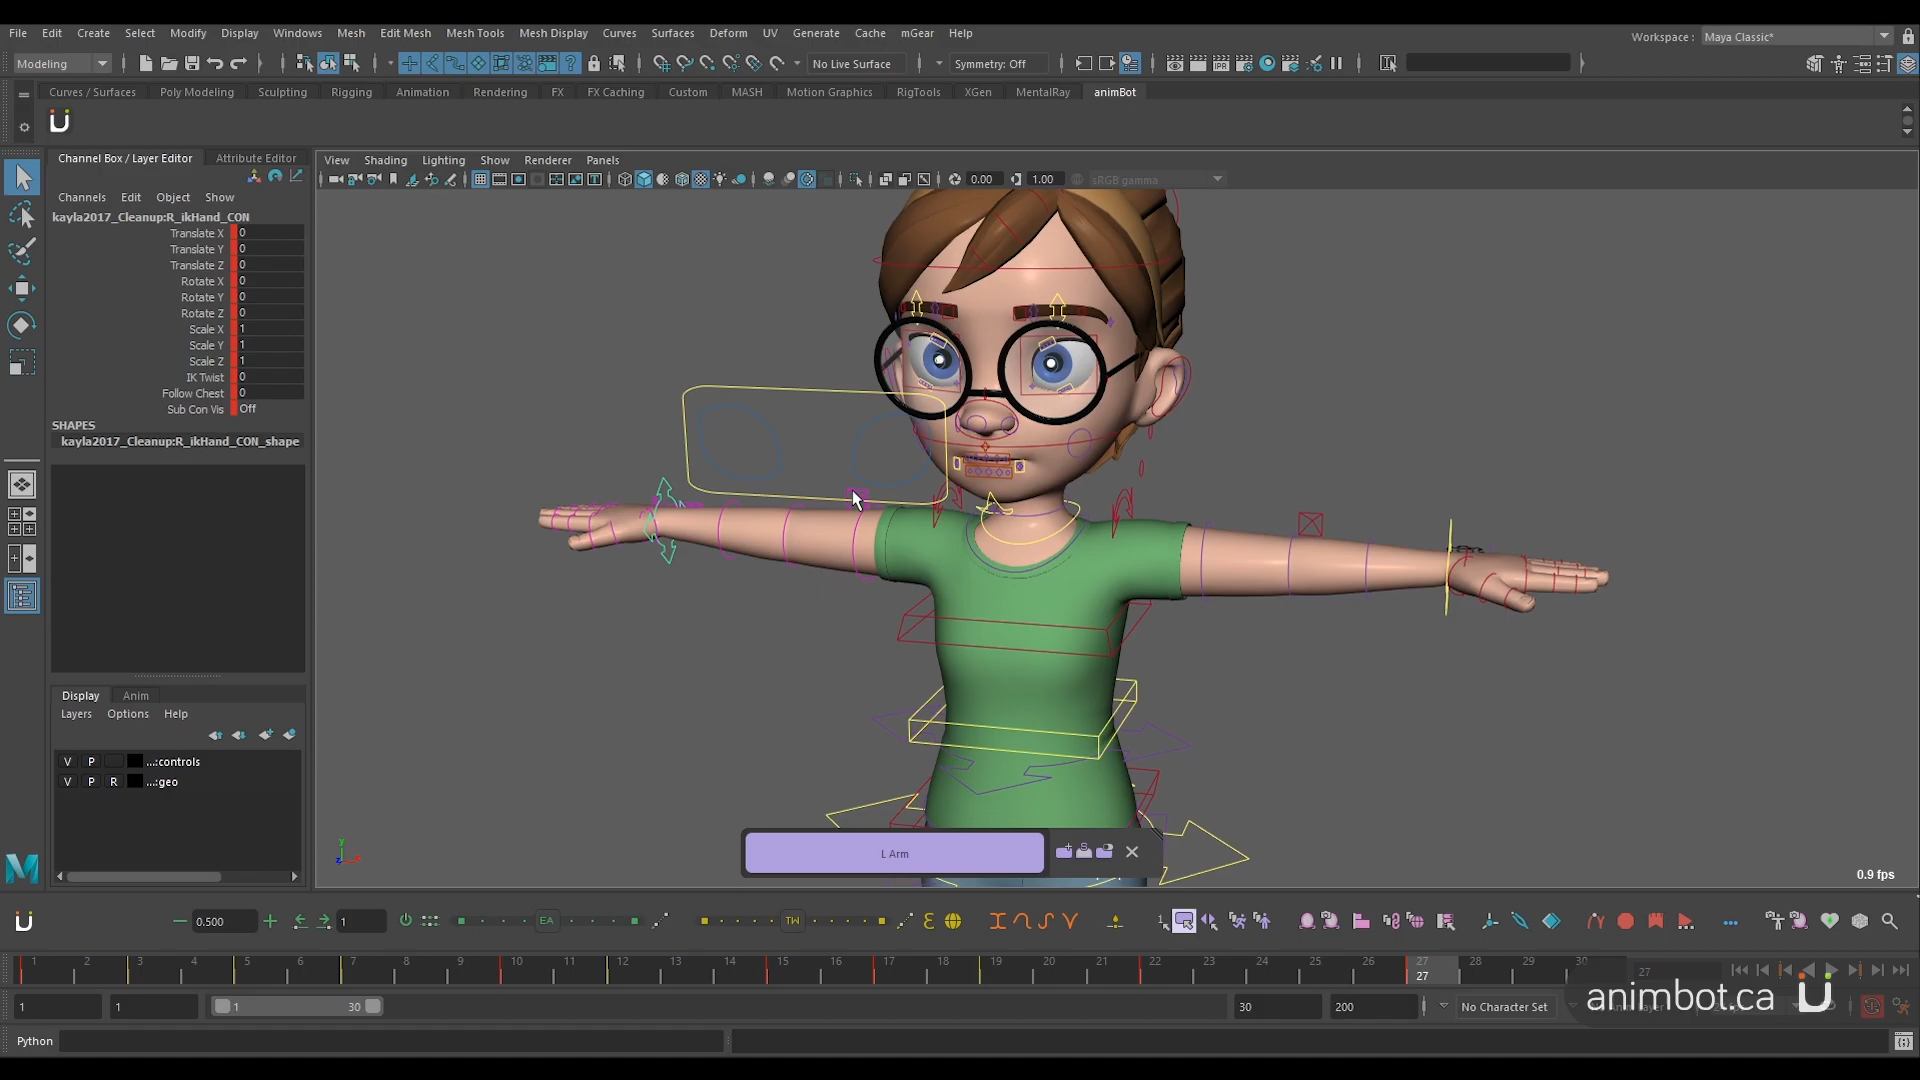 File Edit Create Select Modify Display Windows Mesh Edit Mesh Mesh Tools Mesh Display Curves Surfaces Deform UV Generate Cache mGear Help
Workspace : Maya Classic*
Modeling No Live Surface Symmetry: Off
Curves / Surfaces Poly Modeling Sculpting Rigging Animation Rendering FX FX Caching Custom MASH Motion Graphics RigTools XGen MentalRay animBot
Channel Box / Layer Editor Attribute Editor
View Shading Lighting Show Renderer Panels
0.00 1.00 sRGB gamma
Channels Edit Object Show
kayla2017_Cleanup:R_ikHand_CON
Translate X 0
Translate Y 0
Translate Z 0
Rotate X 0
Rotate Y 0
Rotate Z 0
Scale X 1
Scale Y 1
Scale Z 1
IK Twist 0
Follow Chest 0
Sub Con Vis Off
SHAPES
kayla2017_Cleanup:R_ikHand_CON_shape
Display Anim
Layers Options Help
V P ...:controls
V P R ...:geo
L Arm
0.9 fps
0.500 1 EA TW
1 2 3 4 5 6 7 8 9 10 11 12 13 14 15 16 17 18 19 20 21 22 23 24 25 26 27 28 29 30
27 27
1 1 1 30 30 200 No Character Set
animbot.ca
Python